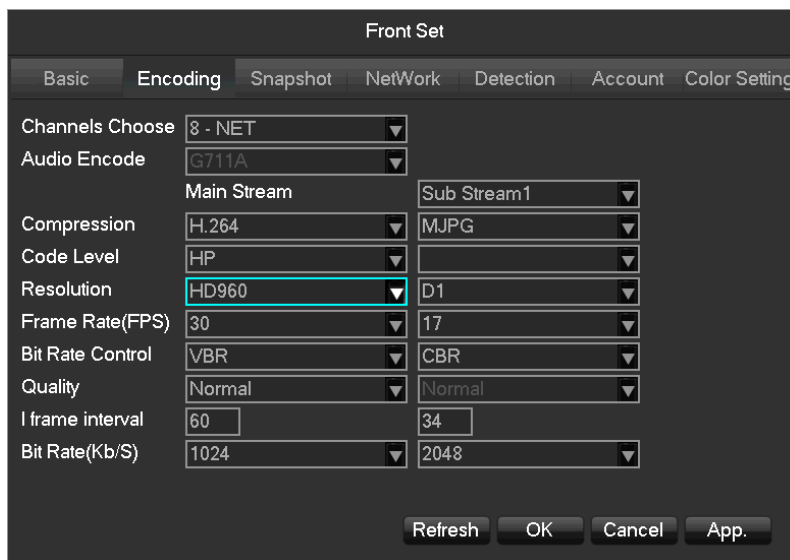 Front Set
Basic Encoding Snapshot NetWork Detection Account Color Setting
Channels Choose 8 - NET
Audio Encode G711A
Main Stream Sub Stream1
Compression H.264 MJPG
Code Level HP
Resolution HD960 D1
Frame Rate(FPS) 30 17
Bit Rate Control VBR CBR
Quality Normal Normal
I frame interval 60 34
Bit Rate(Kb/S) 1024 2048
Refresh OK Cancel App.